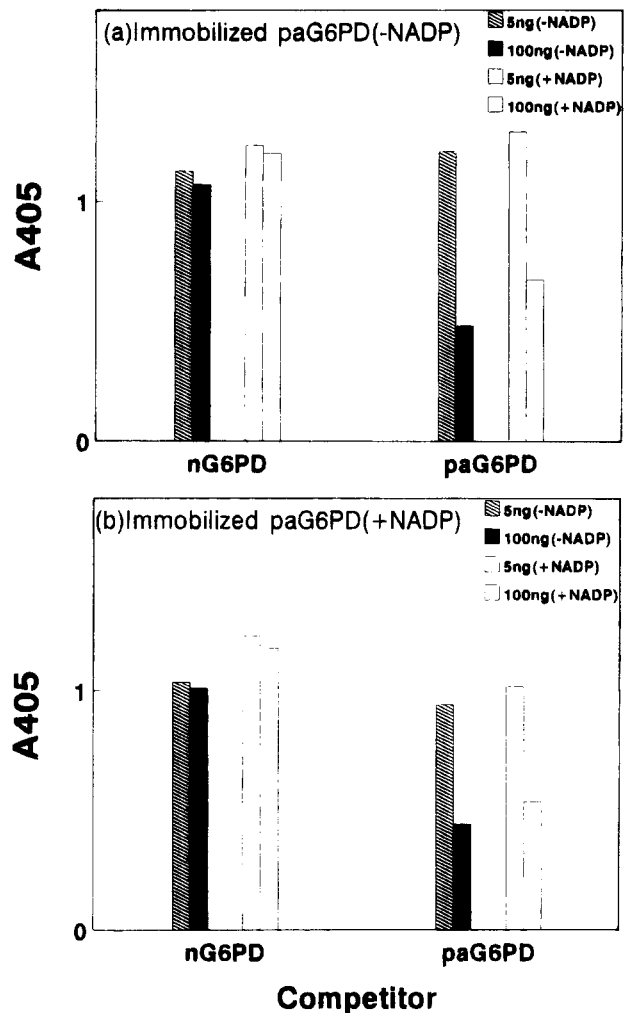 (a)Immobilized paG6PD(-NADP)
5ng(-NADP)
100ng(-NADP)
5ng(+NADP)
100ng(+NADP)
A405
1
0
nG6PD paG6PD
(b)Immobilized paG6PD(+NADP)
5ng(-NADP)
100ng(-NADP)
5ng(+NADP)
100ng(+NADP)
A405
1
0
nG6PD paG6PD
Competitor